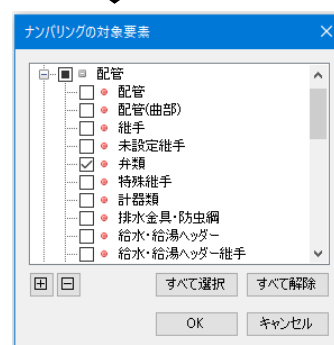 ナンバリングの対象要素
配管
配管
配管(曲部)
継手
未設定継手
弁類
特殊継手
計器類
排水金具・防虫網
給水・給湯ヘッダー
給水・給湯ヘッダー継手
すべて選択 すべて解除
OK キャンセル